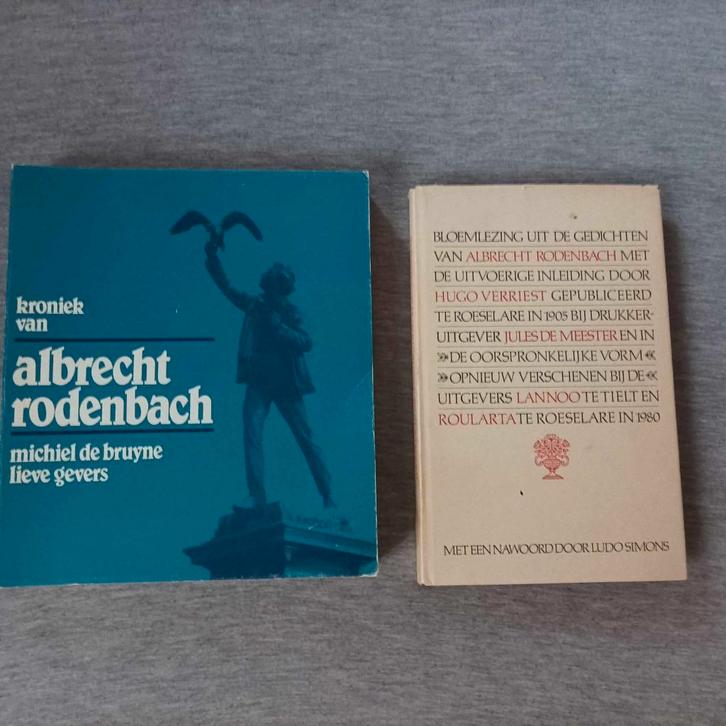 kroniek
van
albrecht
rodenbach
michiel de bruyne
lieve gevers
BLOEMLEZING UIT DE GEDICHTEN
VAN ALBRECHT RODENBACH MET
DE UITVOERIGE INLEIDING DOOR
HUGO VERRIEST GEPUBLICEERD
TE ROESELARE IN 1905 BIJ DRUKKER-
UITGEVER JULES DE MEESTER EN IN
DE OORSPRONKELIJKE VORM
OPNIEUW VERSCHENEN BIJ DE
UITGEVERS LANNOO TE TIELT EN
ROULARTA TE ROESELARE IN 1980
MET EEN NAWOORD DOOR LUDO SIMONS